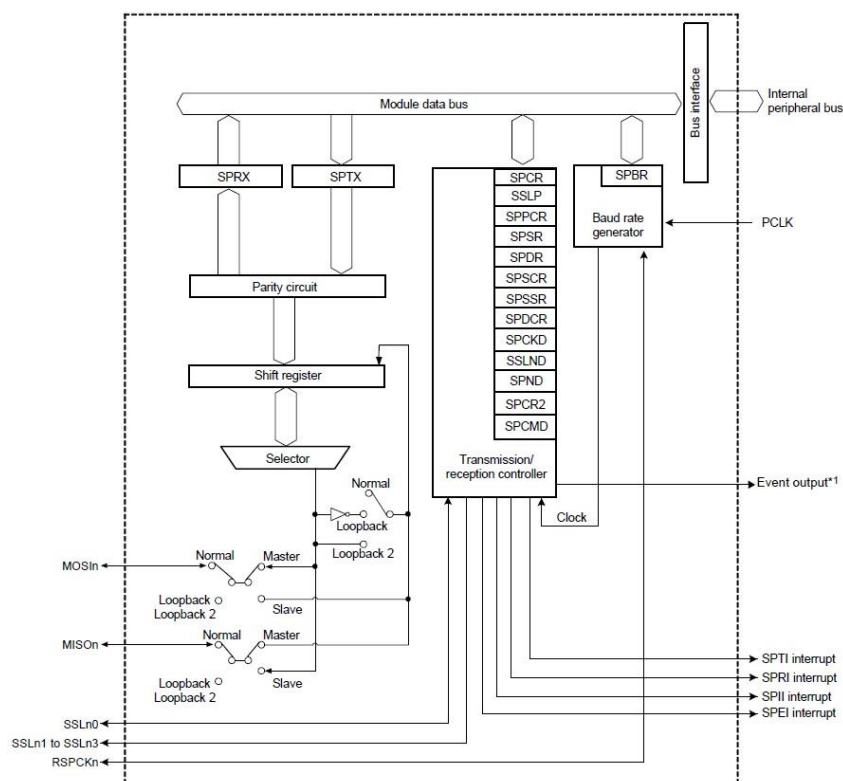 Module data bus
Bus interface
Internal
peripheral bus
SPRX
SPTX
SPCR
SSLP
SPPCR
SPSR
SPDR
SPSCR
SPSSR
SPDCR
SPCKD
SSLND
SPND
SPCR2
SPCMD
Transmission/
reception controller
SPBR
Baud rate
generator
PCLK
Parity circuit
Shift register
Selector
Normal
Loopback
Loopback 2
Clock
Event output*1
MOSIn
Normal
Master
Loopback
Loopback 2
Slave
MISOn
Normal
Master
Loopback
Loopback 2
Slave
SPTI interrupt
SPRI interrupt
SPII interrupt
SPEI interrupt
SSLn0
SSLn1 to SSLn3
RSPCKn